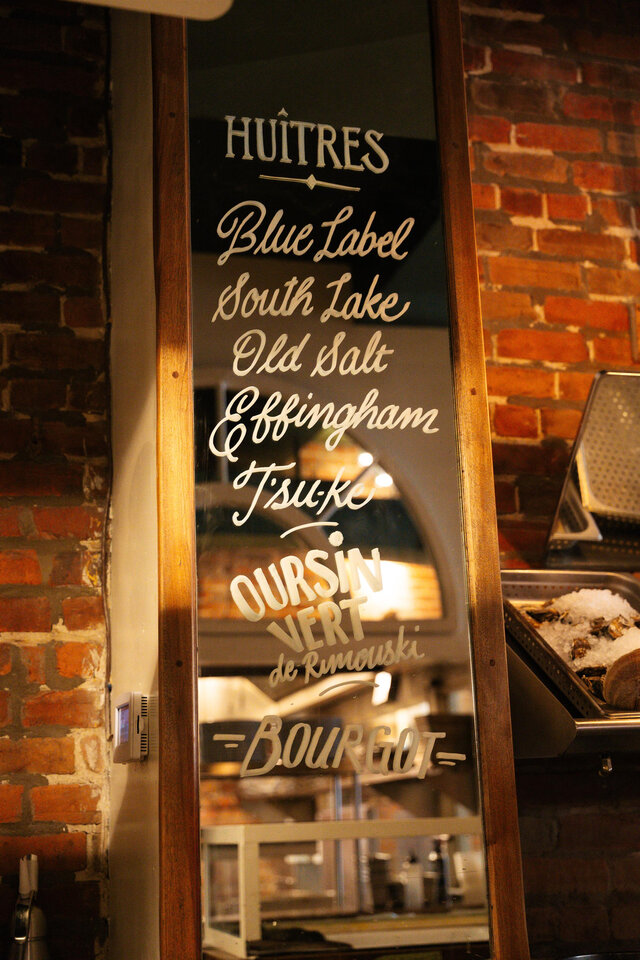 HUÎTRES
Blue Label
South Lake
Old Salt
Effingham
T'su-ke
OURSIN
VERT
de Rimouski
BOURGOT